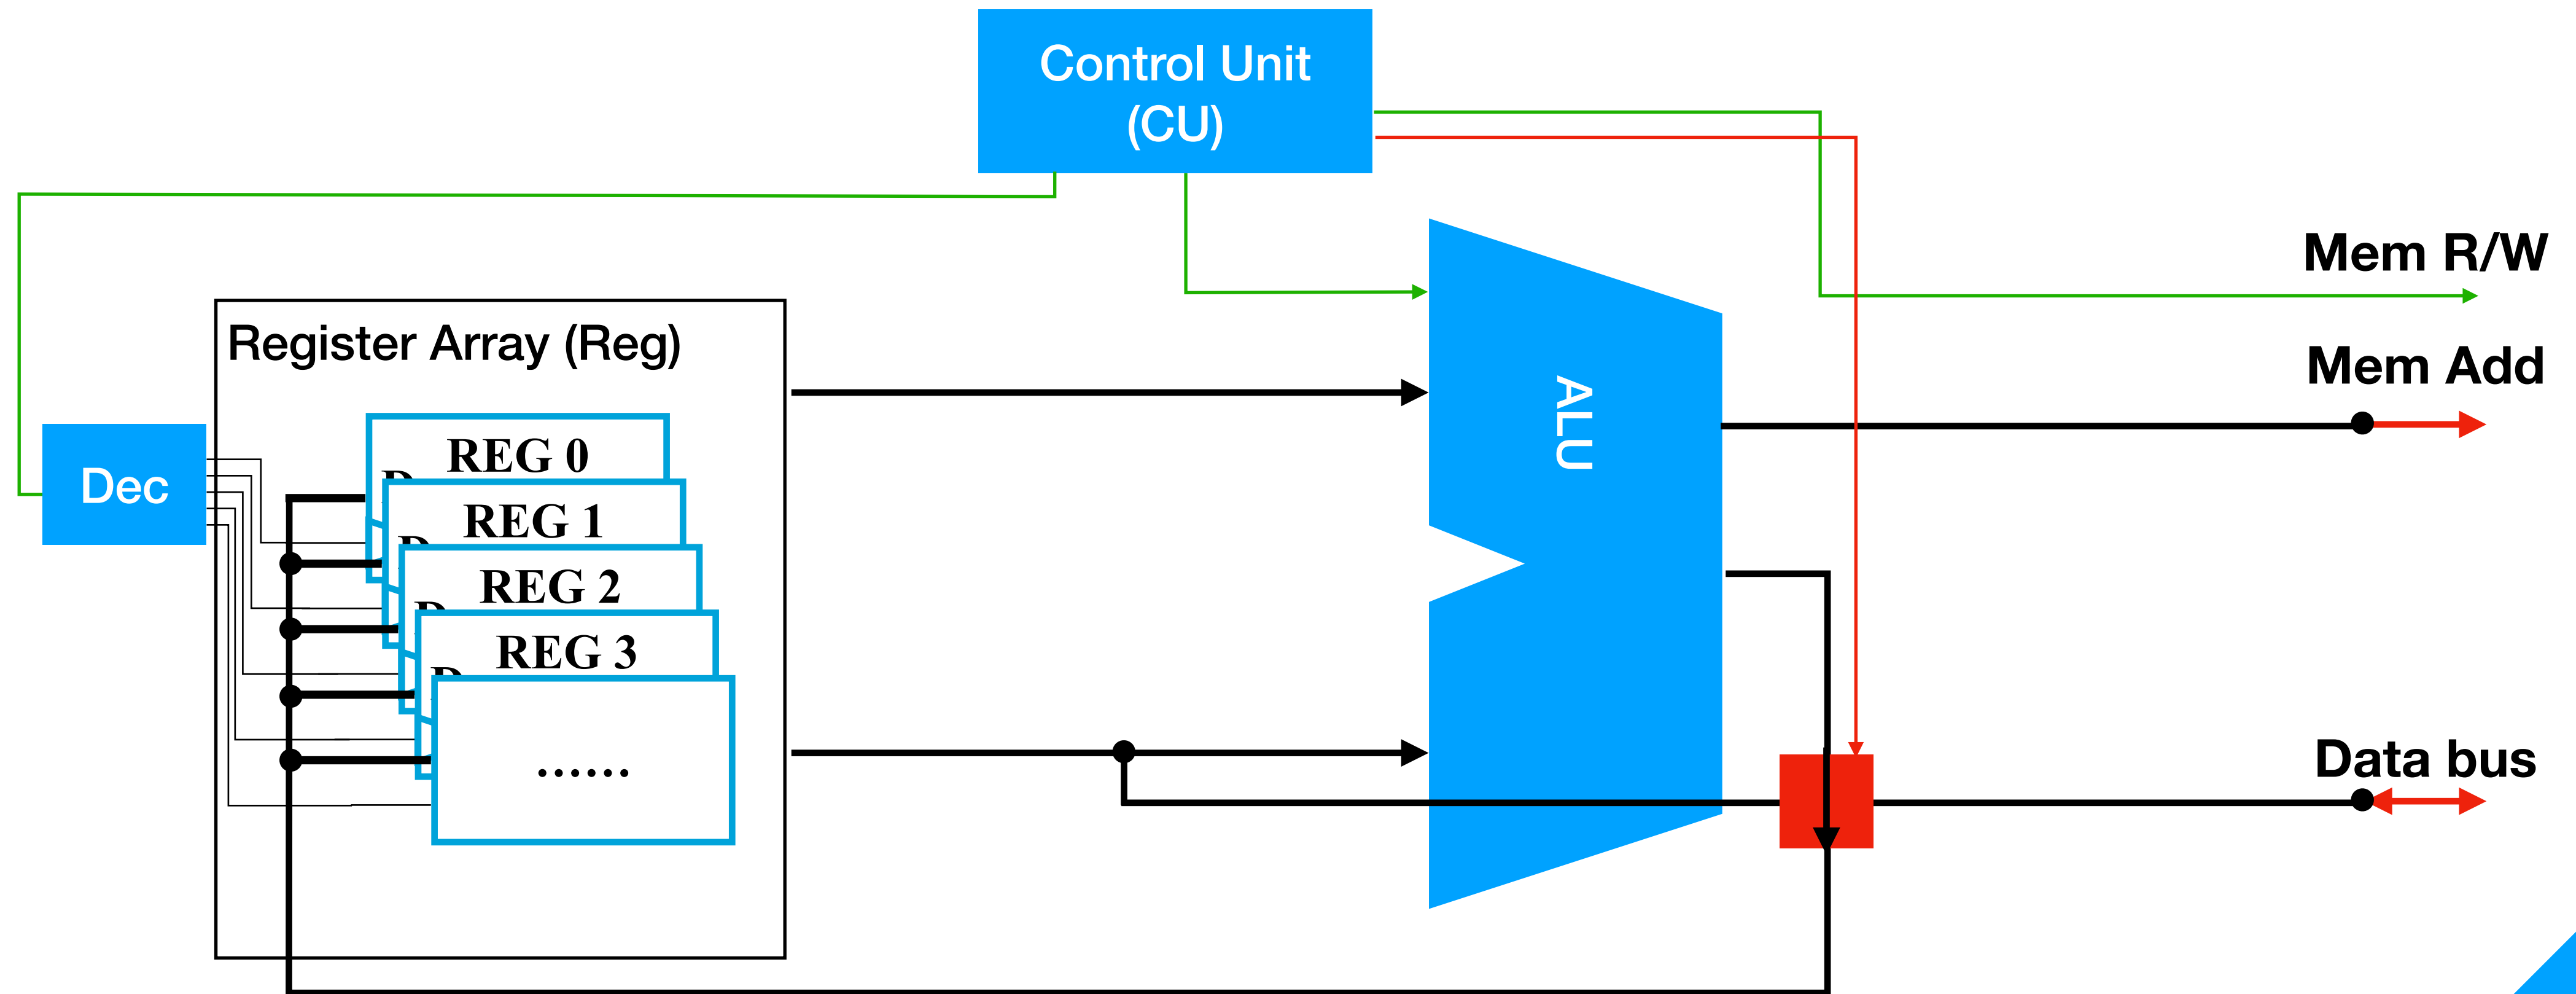 Control Unit
(CU)
Mem R/W
Register Array (Reg)
Mem Add
ALU
REG 0
Dec
REG 1
REG 2
REG 3
Data bus
......